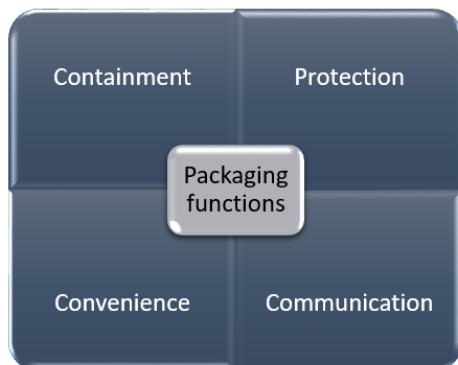 Containment
Protection
Packaging
functions
Convenience
Communication